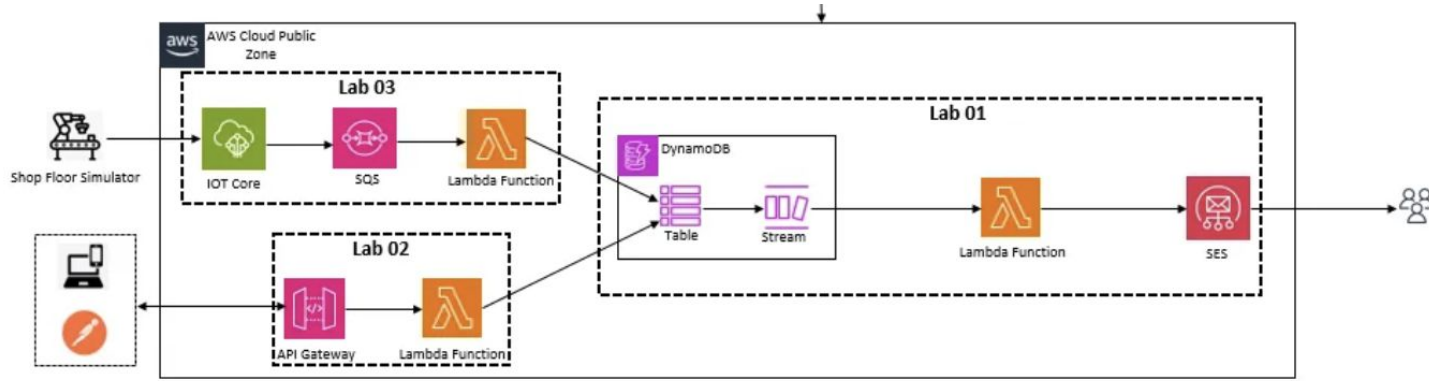 aws
AWS Cloud Public
Zone
Lab 03
Shop Floor Simulator
IOT Core
SQS
Lambda Function
Lab 01
DynamoDB
Table
Stream
Lambda Function
SES
Lab 02
</>
API Gateway
Lambda Function